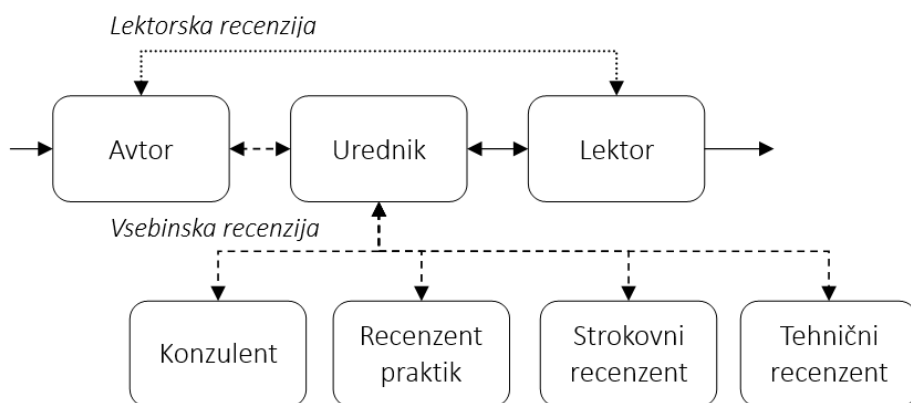 Lektorska recenzija
Avtor
Urednik
Lektor
Vsebinska recenzija
Konzulent
Recenzent
praktik
Strokovni
recenzent
Tehnični
recenzent